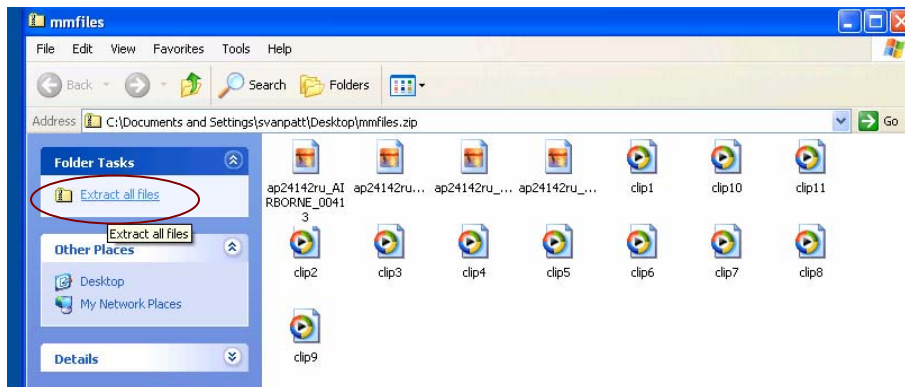 mmfiles
File Edit View Favorites Tools Help
Back Search Folders
Address C:\Documents and Settings\svanpatt\Desktop\mmfiles.zip Go
Folder Tasks
Extract all files
Extract all files
Other Places
Desktop
My Network Places
Details
ap24142ru_AI
RBORNE_0041
3
ap24142ru...
ap24142ru_...
ap24142ru_...
clip1
clip10
clip11
clip2
clip3
clip4
clip5
clip6
clip7
clip8
clip9